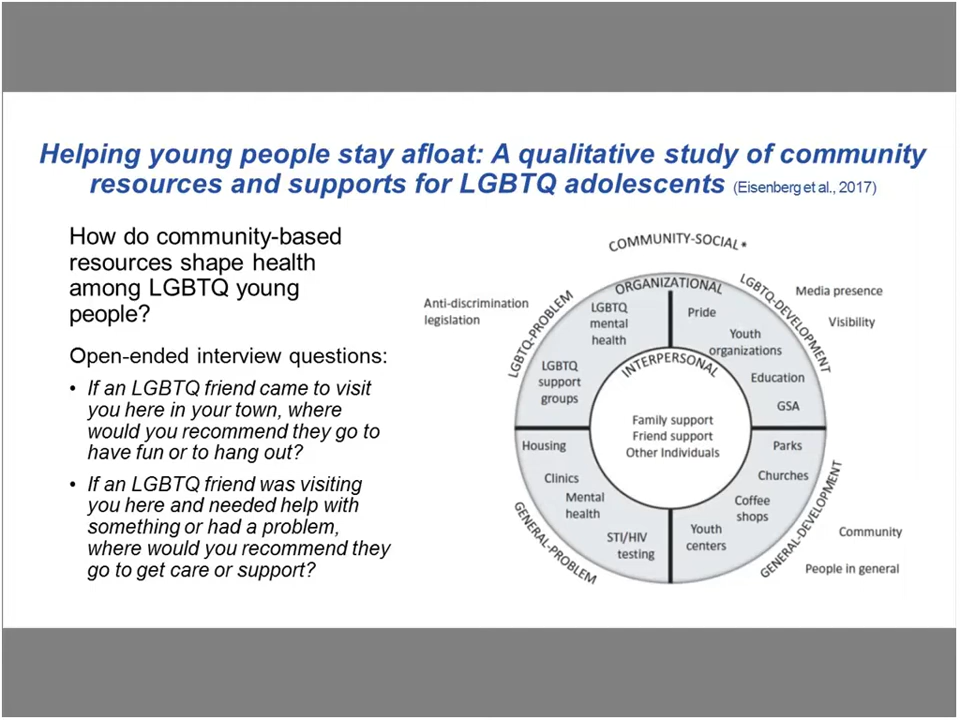 Helping young people stay afloat: A qualitative study of community
resources and supports for LGBTQ adolescents (Eisenberg et al., 2017)
How do community-based
resources shape health
among LGBTQ young
people?
Open-ended interview questions:
• If an LGBTQ friend came to visit
you here in your town, where
would you recommend they go to
have fun or to hang out?
• If an LGBTQ friend was visiting
you here and needed help with
something or had a problem,
where would you recommend they
go to get care or support?
COMMUNITY-SOCIAL*
ORGANIZATIONAL
INTERPERSONAL
Family support
Friend support
Other Individuals
LGBTQ-PROBLEM
Anti-discrimination
legislation
LGBTQ
mental
health
LGBTQ
support
groups
LGBTQ-DEVELOPMENT
Media presence
Visibility
Pride
Youth
organizations
Education
GSA
GENERAL-PROBLEM
Housing
Clinics
Mental
health
STI/HIV
testing
GENERAL-DEVELOPMENT
Parks
Churches
Coffee
shops
Youth
centers
Community
People in general